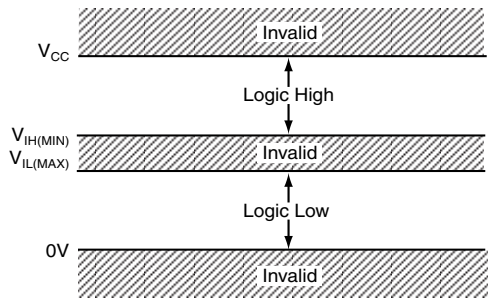 Invalid
VCC
Logic High
VIH(MIN)
Invalid
VIL(MAX)
Logic Low
0V
Invalid